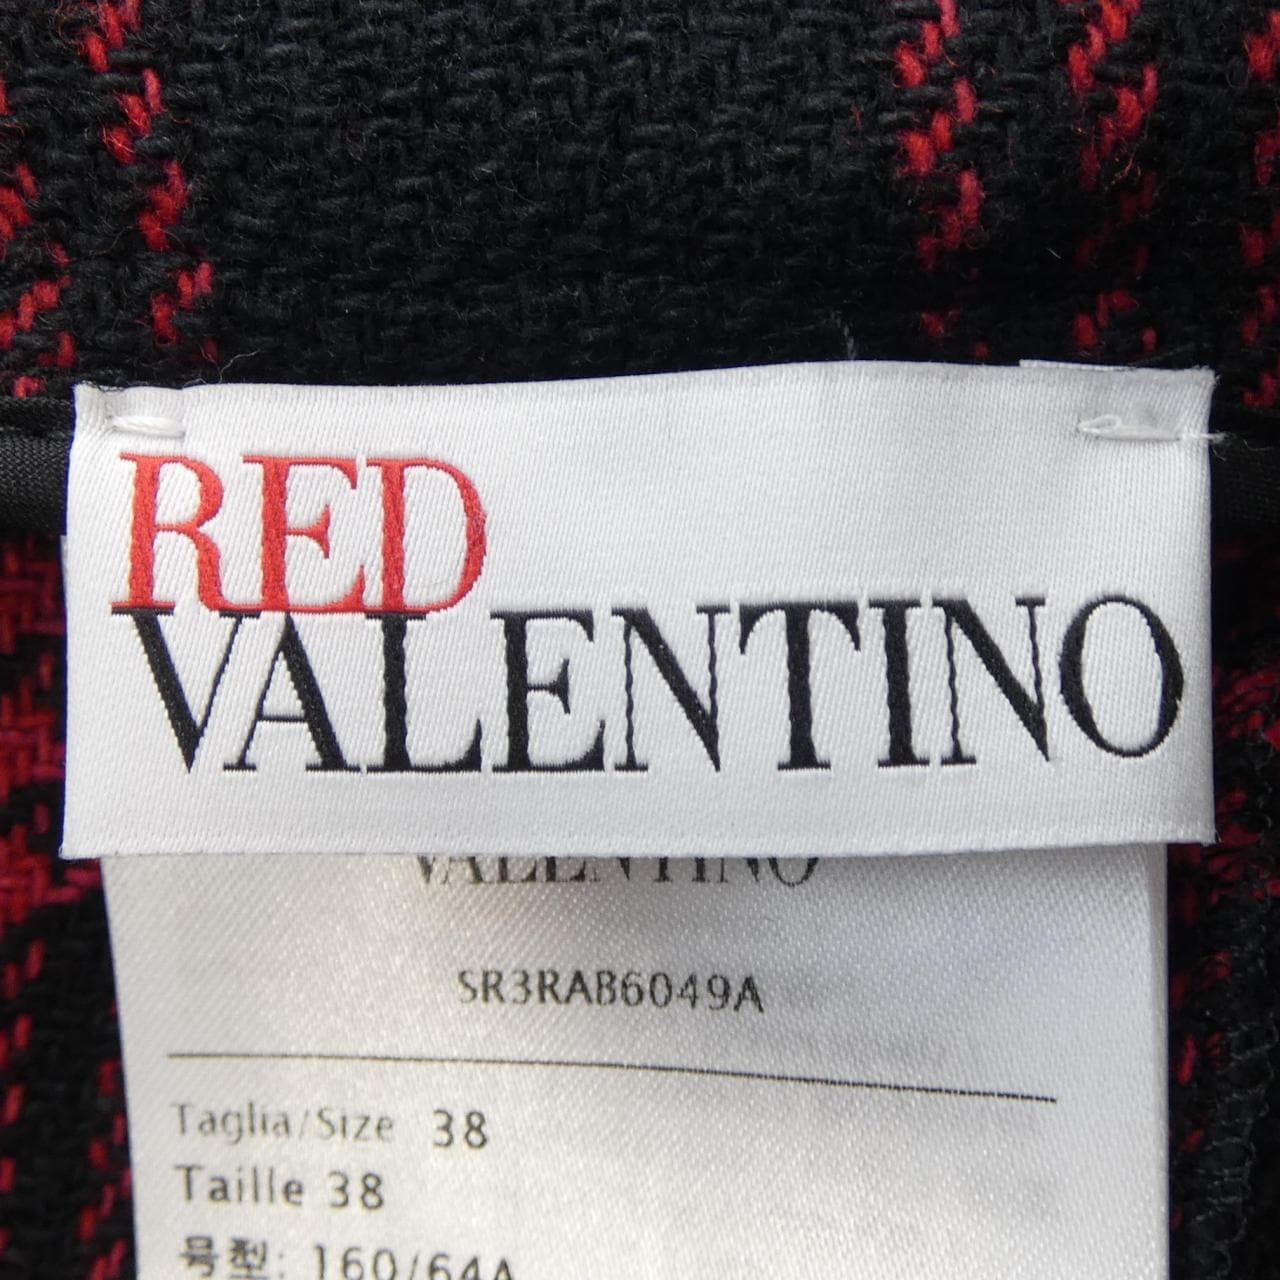 RED
VALENTINO
VALENTINO
SR3RAB6049A
Taglia/Size 38
Taille 38
号型: 160/64A